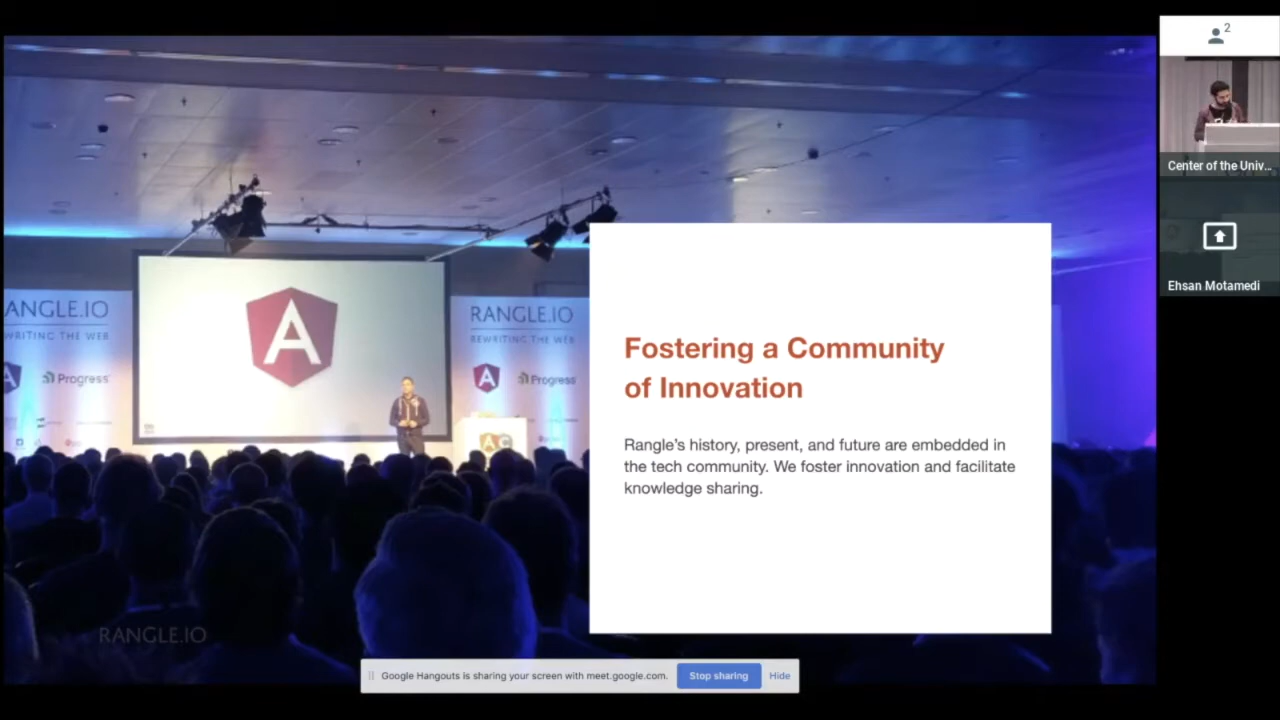 2
Center of the Univ...
Ehsan Motamedi
ANGLE.IO
WRITING THE WEB
A
Progress
A
RANGLE.IO
REWRITING THE WEB
A
Progress
A C
Fostering a Community
of Innovation
Rangle's history, present, and future are embedded in
the tech community. We foster innovation and facilitate
knowledge sharing.
RANGLE.IO
Google Hangouts is sharing your screen with meet.google.com.
Stop sharing
Hide